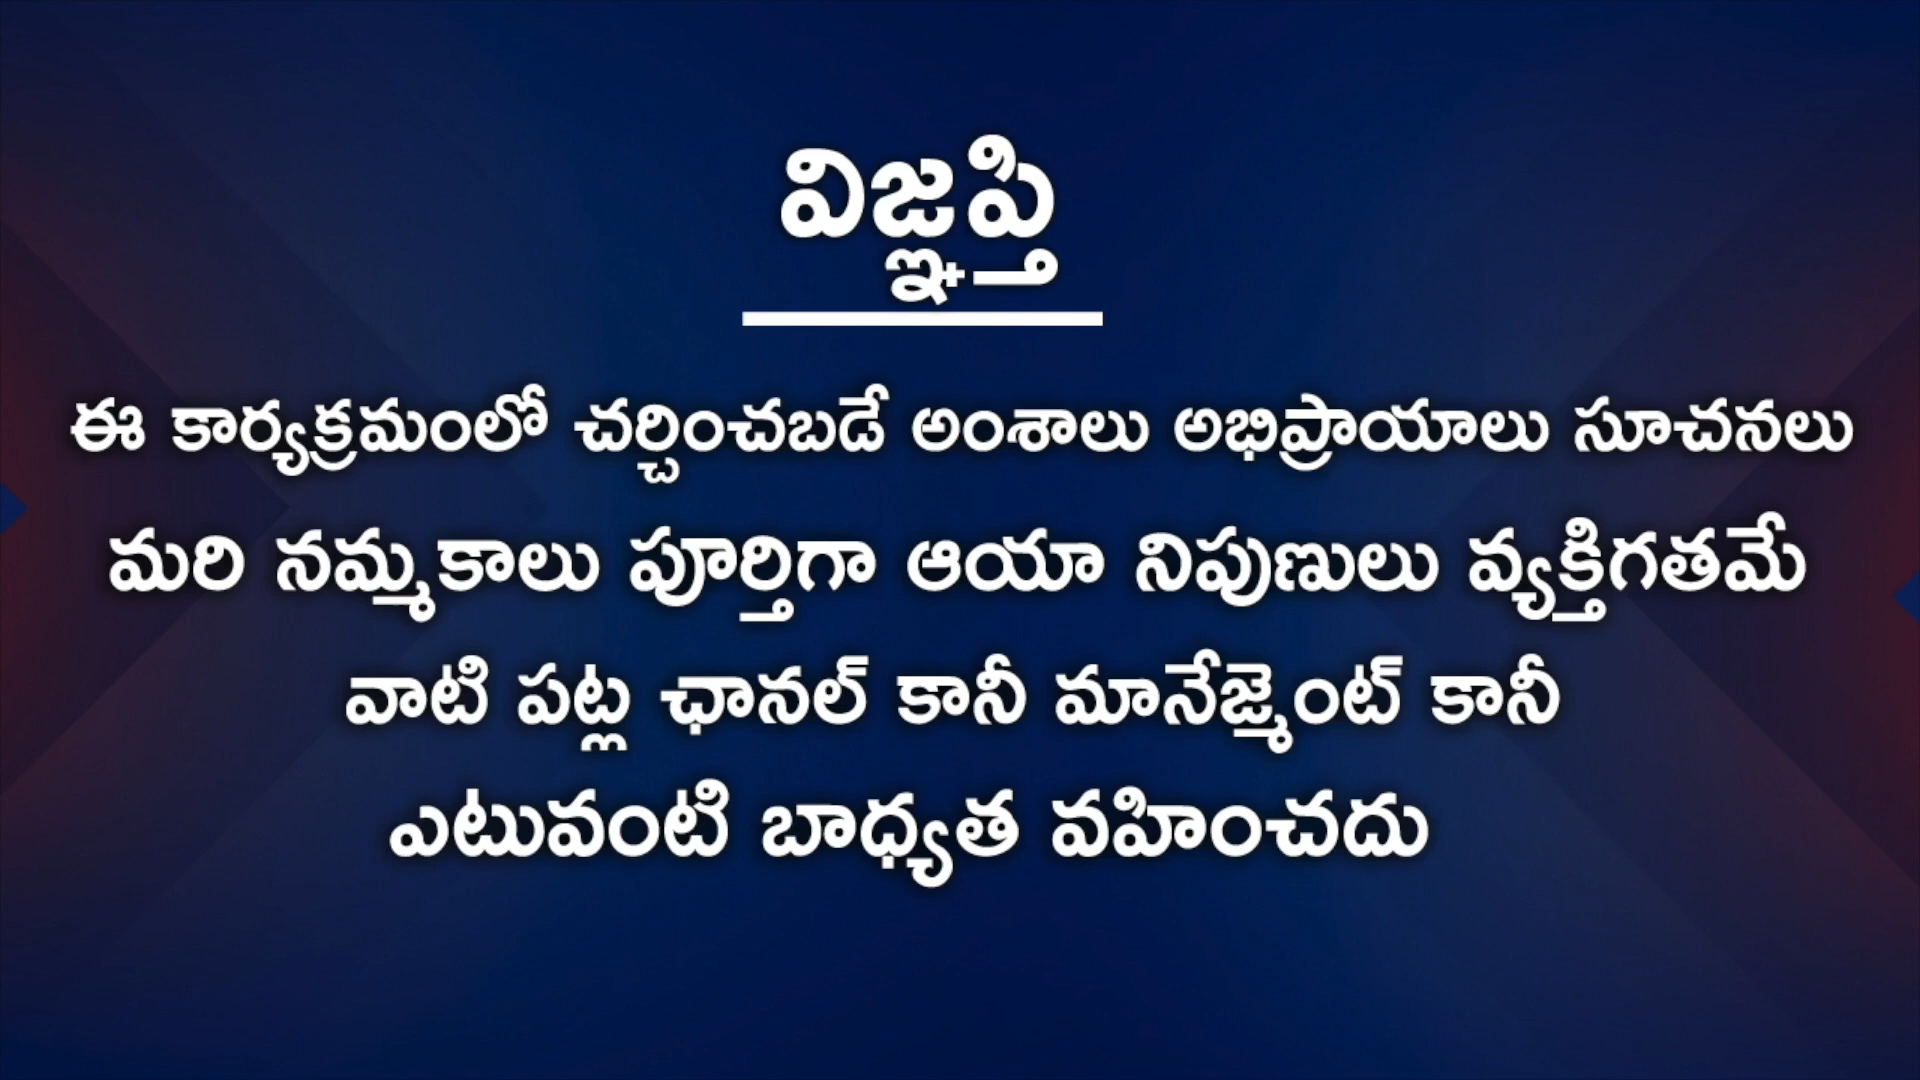 విజ్ఞప్తి
ఈ కార్యక్రమంలో చర్చించబడే అంశాలు అభిప్రాయాలు సూచనలు
మరి నమ్మకాలు పూర్తిగా ఆయా నిపుణులు వ్యక్తిగతమే
వాటి పట్ల ఛానల్ కానీ మానేజ్మెంట్ కానీ
ఎటువంటి బాధ్యత వహించదు